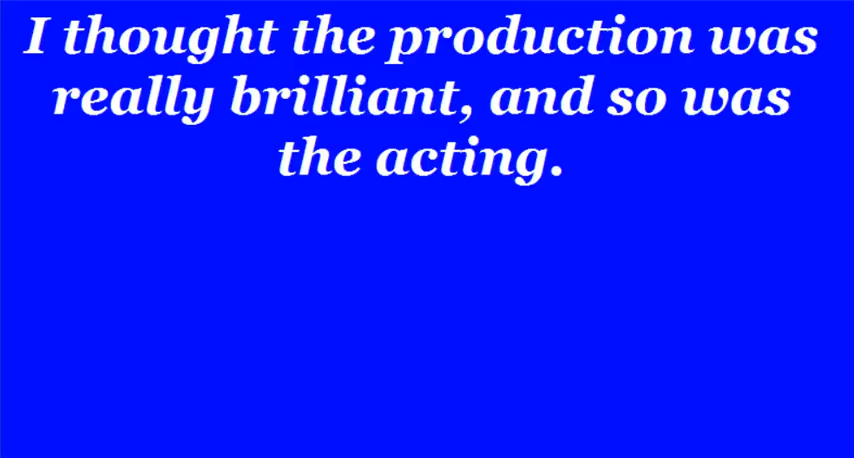 I thought the production was
really brilliant, and so was
the acting.